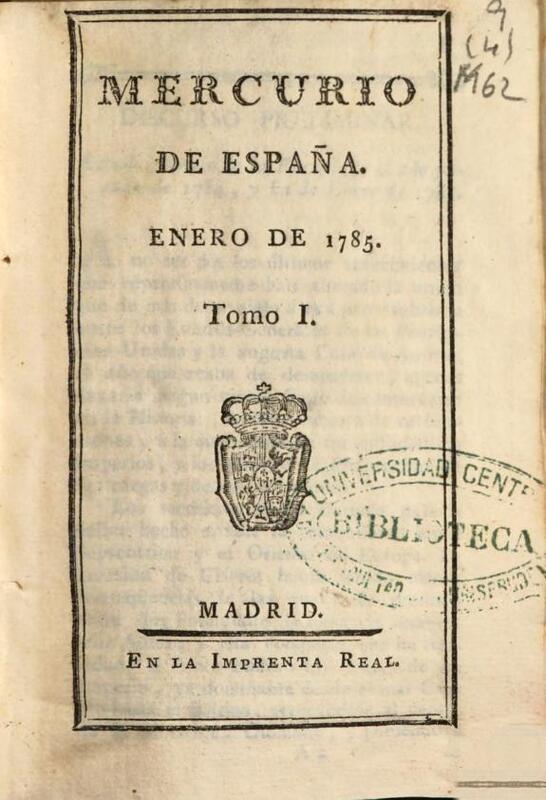 9
(4)
M62
MERCURIO
DE ESPAÑA.
ENERO DE 1785.
Tomo I.
UNIVERSIDAD CENT
BIBLIOTECA
MADRID.
EN LA IMPRENTA REAL.